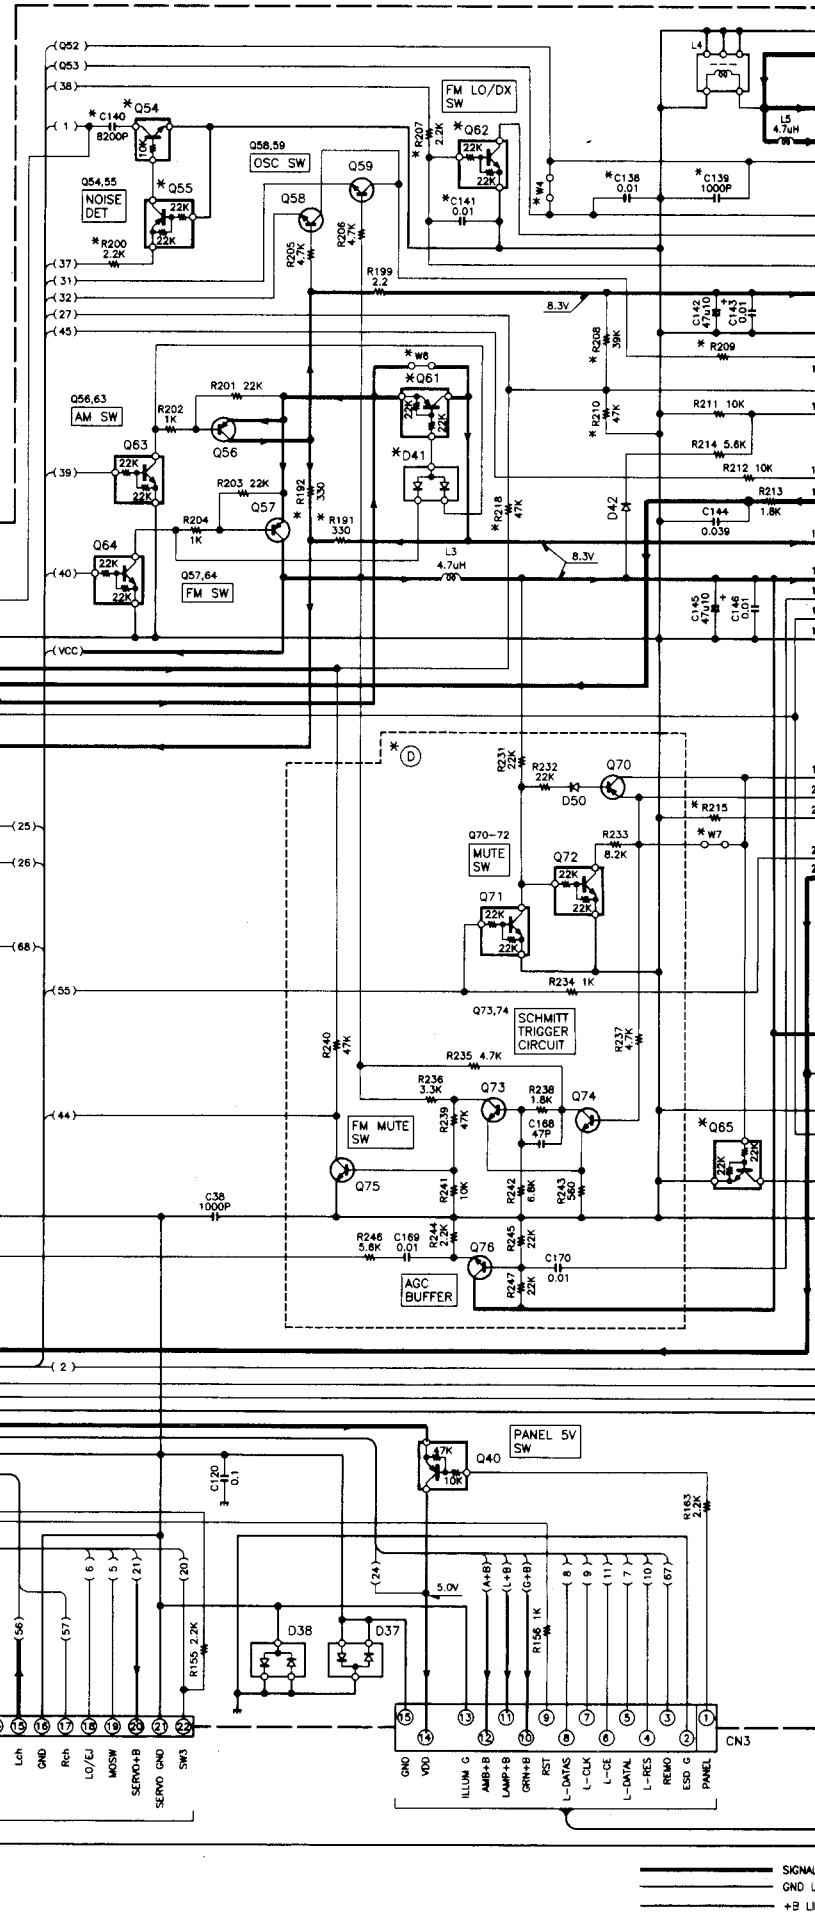 (Q52
(Q53
(38)
(1)
* C140
8200P
* Q54
10K
Q54,55
NOISE
DET
* Q55
22K
22K
* R200
2.2K
(37)
(31)
(32)
(27)
(45)
Q58,59
OSC SW
Q58
Q59
R205
4.7K
R206
4.7K
FM LO/DX
SW
* R207
2.2K
* Q62
22K
22K
* C141
0.01
* W4
* C138
0.01
* C139
1000P
L4
L5
4.7uH
R199
2.2
8.3V
* R208
39K
C142
47u10
+
C143
0.01
* R209
* R210
47K
R211 10K
R214 5.6K
R212 10K
R213
1.8K
C144
0.039
D42
* W6
* Q61
22K
22K
* D41
* R218
47K
Q56,63
AM SW
R201 22K
R202
1K
Q56
Q63
22K
22K
(39)
R203 22K
Q57
R204
1K
* R192
330
* R191
330
Q64
22K
22K
(40)
Q57,64
FM SW
L3
4.7uH
8.3V
C145
47u10
+
C146
0.01
(VCC)
* D
R231
22K
R232
22K
D50
Q70
* R215
* W7
R233
8.2K
Q70-72
MUTE
SW
Q72
22K
22K
Q71
22K
22K
(25)
(26)
(68)
(55)
R234 1K
Q73,74
SCHMITT
TRIGGER
CIRCUIT
R237
4.7K
R240
47K
R235 4.7K
R236
3.3K
Q73
R238
1.8K
Q74
C168
47P
R239
47K
(44)
FM MUTE
SW
Q75
R241
10K
R242
6.8K
R243
560
* Q65
22K
22K
C38
1000P
R244
2.2K
R245
22K
R246
5.6K
C169
0.01
Q76
C170
0.01
R247
22K
AGC
BUFFER
(2)
PANEL 5V
SW
47K
10K
Q40
C120
0.1
R163
2.2K
(24)
5.0V
(A+B)
(L+B)
(G+B)
(8)
(9)
(11)
(7)
(10)
(67)
(6)
(5)
(21)
(20)
(56)
(57)
R155 2.2K
D38
D37
R156 1K
15
16
17
18
19
20
21
22
Lch
GND
Rch
LO/EJ
MOSW
SERVO+B
SERVO GND
SW3
15
14
13
12
11
10
9
8
7
6
5
4
3
2
1
CN3
GND
VDD
ILLUM G
AMB+B
LAMP+B
GRN+B
RST
L-DATAS
L-CLK
L-CE
L-DATAL
L-RES
REMO
ESD G
PANEL
SIGNAL
GND L
+B LI